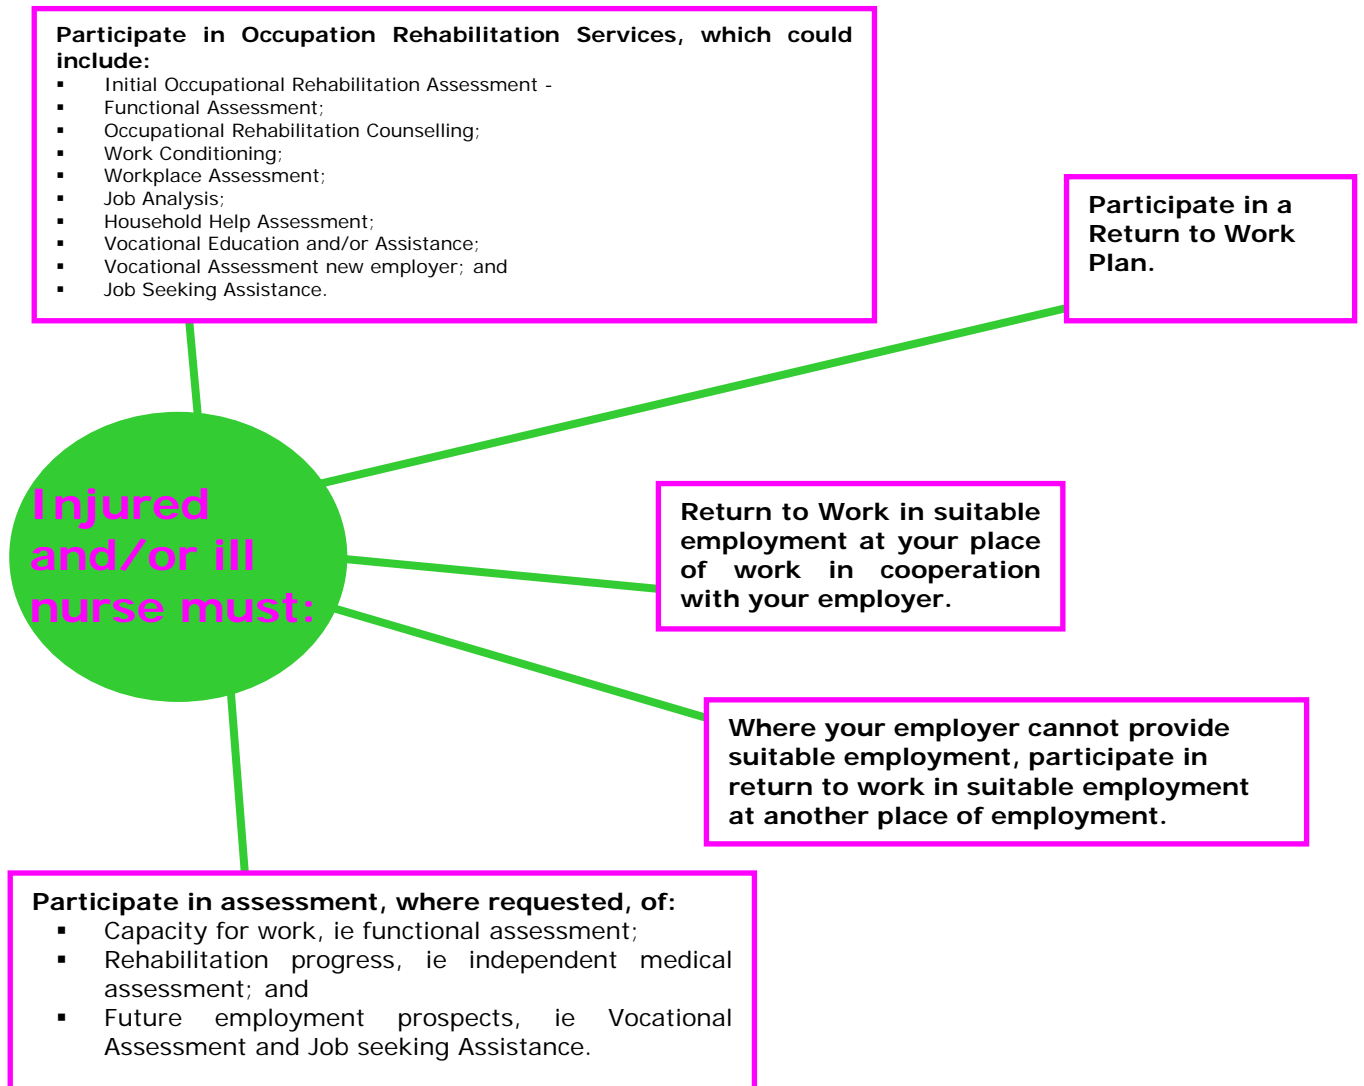 Participate in Occupation Rehabilitation Services, which could
include:
▪ Initial Occupational Rehabilitation Assessment -
▪ Functional Assessment;
▪ Occupational Rehabilitation Counselling;
▪ Work Conditioning;
▪ Workplace Assessment;
▪ Job Analysis;
▪ Household Help Assessment;
▪ Vocational Education and/or Assistance;
▪ Vocational Assessment new employer; and
▪ Job Seeking Assistance.
Participate in a
Return to Work
Plan.
Injured
and/or ill
nurse must:
Return to Work in suitable
employment at your place
of work in cooperation
with your employer.
Where your employer cannot provide
suitable employment, participate in
return to work in suitable employment
at another place of employment.
Participate in assessment, where requested, of:
▪ Capacity for work, ie functional assessment;
▪ Rehabilitation progress, ie independent medical
assessment; and
▪ Future employment prospects, ie Vocational
Assessment and Job seeking Assistance.